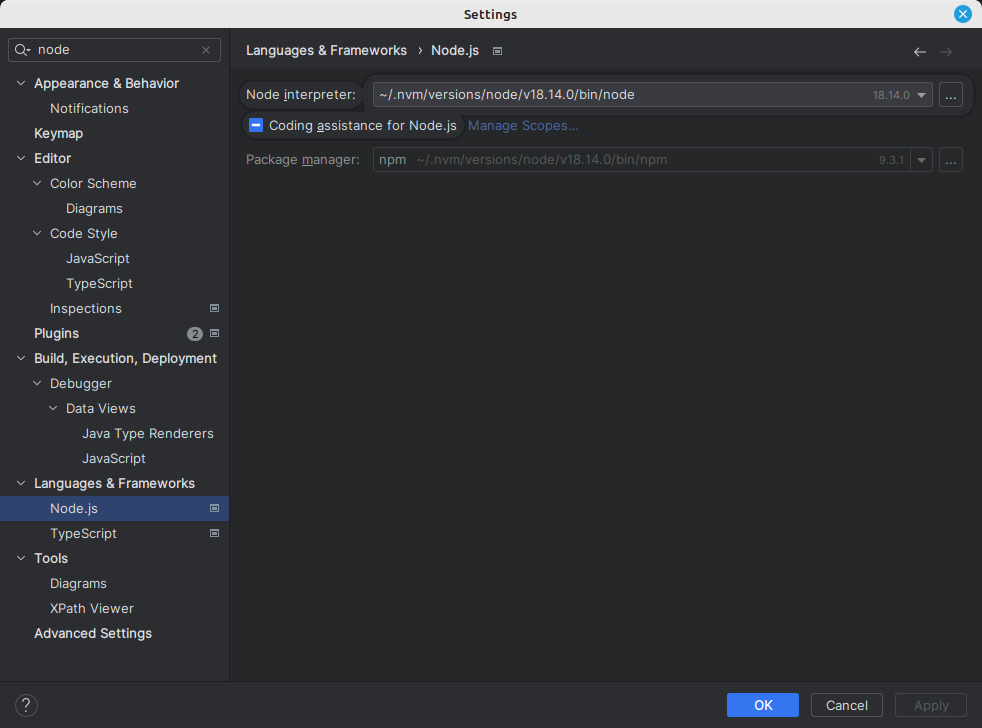 Settings
node
Appearance & Behavior
Notifications
Keymap
Editor
Color Scheme
Diagrams
Code Style
JavaScript
TypeScript
Inspections
Plugins 2
Build, Execution, Deployment
Debugger
Data Views
Java Type Renderers
JavaScript
Languages & Frameworks
Node.js
TypeScript
Tools
Diagrams
XPath Viewer
Advanced Settings
Languages & Frameworks › Node.js
Node interpreter: ~/.nvm/versions/node/v18.14.0/bin/node 18.14.0 ...
Coding assistance for Node.js Manage Scopes...
Package manager: npm ~/.nvm/versions/node/v18.14.0/bin/npm 9.3.1 ...
? OK Cancel Apply